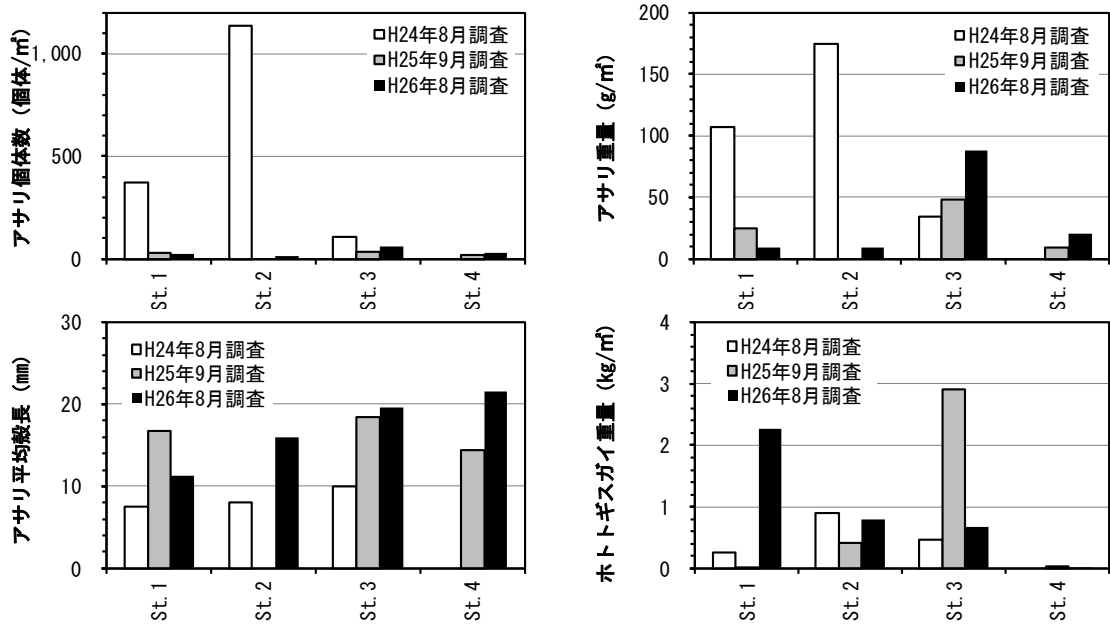 アサリ個体数（個体/㎡）
1,000
500
0
H24年8月調査
H25年9月調査
H26年8月調査
St.1
St.2
St.3
St.4
アサリ重量（g/㎡）
200
150
100
50
0
H24年8月調査
H25年9月調査
H26年8月調査
St.1
St.2
St.3
St.4
アサリ平均殻長（㎜）
30
20
10
0
H24年8月調査
H25年9月調査
H26年8月調査
St.1
St.2
St.3
St.4
ホトトギスガイ重量（kg/㎡）
4
3
2
1
0
H24年8月調査
H25年9月調査
H26年8月調査
St.1
St.2
St.3
St.4